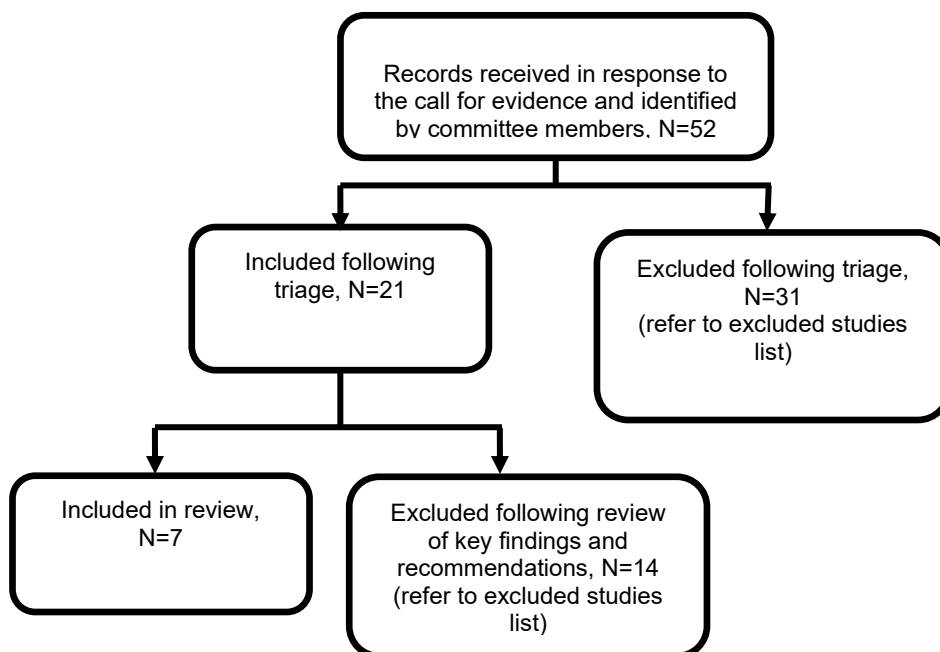 Records received in response to
the call for evidence and identified
by committee members, N=52
Included following
triage, N=21
Excluded following triage,
N=31
(refer to excluded studies
list)
Included in review,
N=7
Excluded following review
of key findings and
recommendations, N=14
(refer to excluded studies
list)